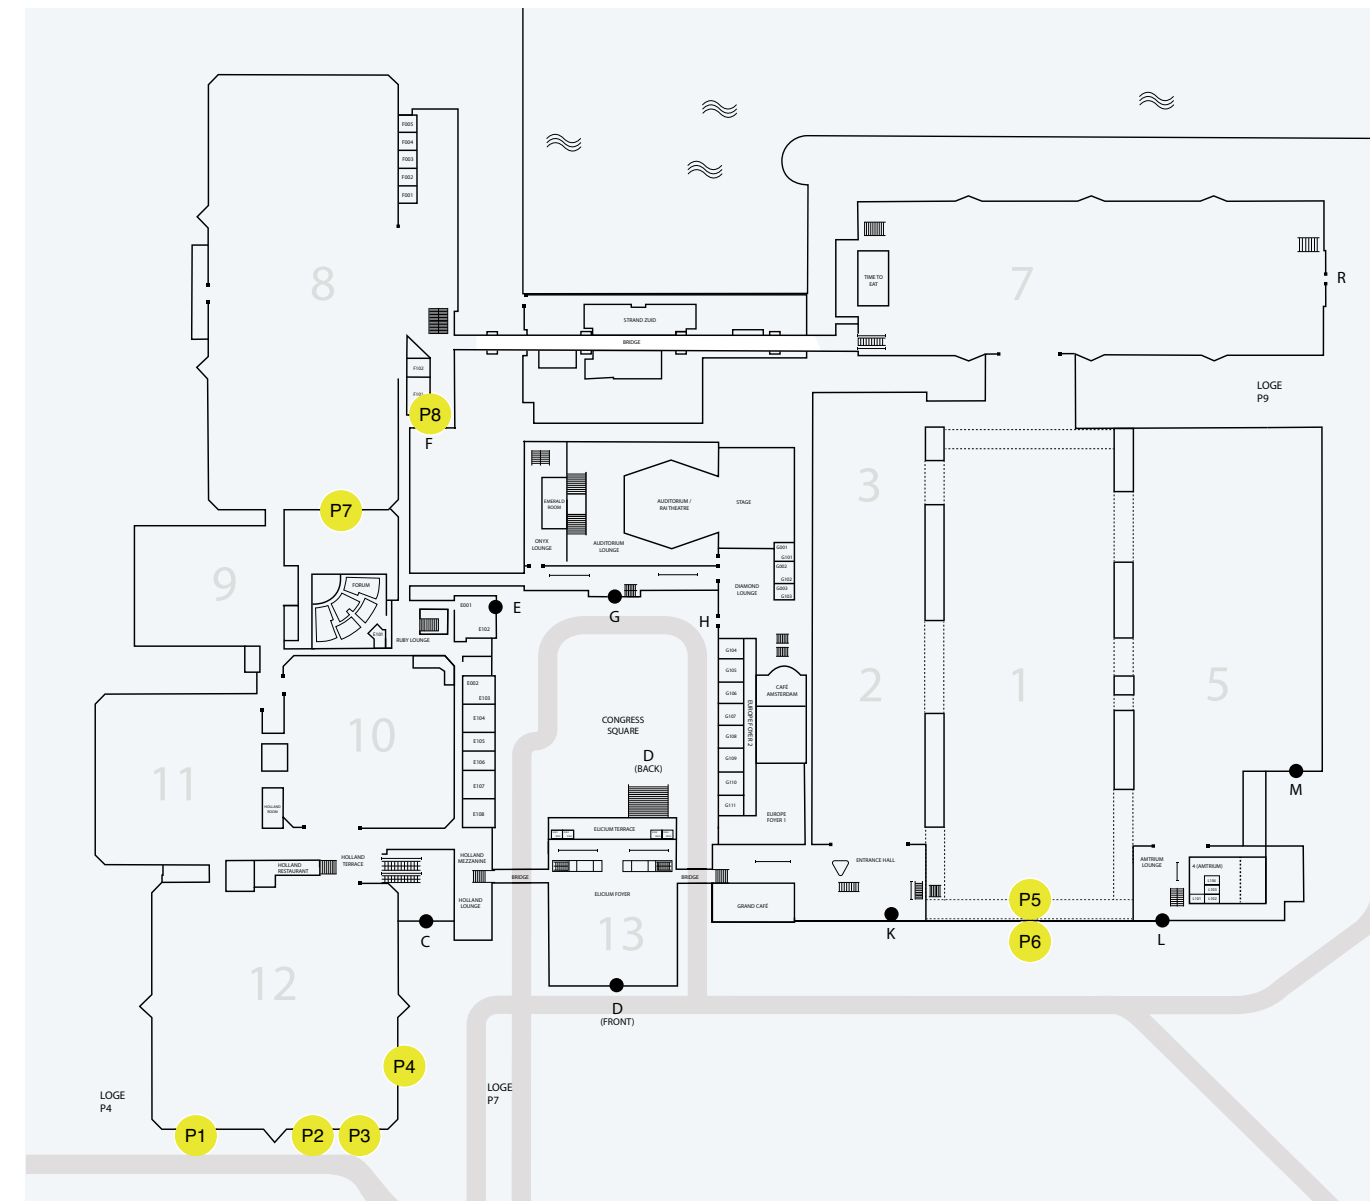 F005
F004
F003
F002
F001
8
7
TIME TO
EAT
R
STRAND ZUID
BRIDGE
F102
F101
P8
F
LOGE
P9
3
P7
EMERALD
ROOM
ONYX
LOUNGE
AUDITORIUM
LOUNGE
AUDITORIUM /
RAI THEATRE
STAGE
G001
G101
G002
G102
G003
G103
DIAMOND
LOUNGE
9
FORUM
E101
RUBY LOUNGE
E001
E102
E
G
H
G104
G105
G106
G107
G108
G109
G110
G111
EUROPE FOYER 2
CAFÉ
AMSTERDAM
EUROPE
FOYER 1
2
1
5
E002
E103
E104
E105
E106
E107
E108
10
11
HOLLAND
ROOM
CONGRESS
SQUARE
D
(BACK)
M
ELICIUM TERRACE
HOLLAND
RESTAURANT
HOLLAND
TERRACE
HOLLAND
MEZZANINE
HOLLAND
LOUNGE
BRIDGE
ELICIUM FOYER
BRIDGE
GRAND CAFÉ
ENTRANCE HALL
AMTRIUM
LOUNGE
4 (AMTRIUM)
L101
L102
P5
P6
C
13
K
L
12
D
(FRONT)
P4
LOGE
P4
LOGE
P7
P1
P2
P3